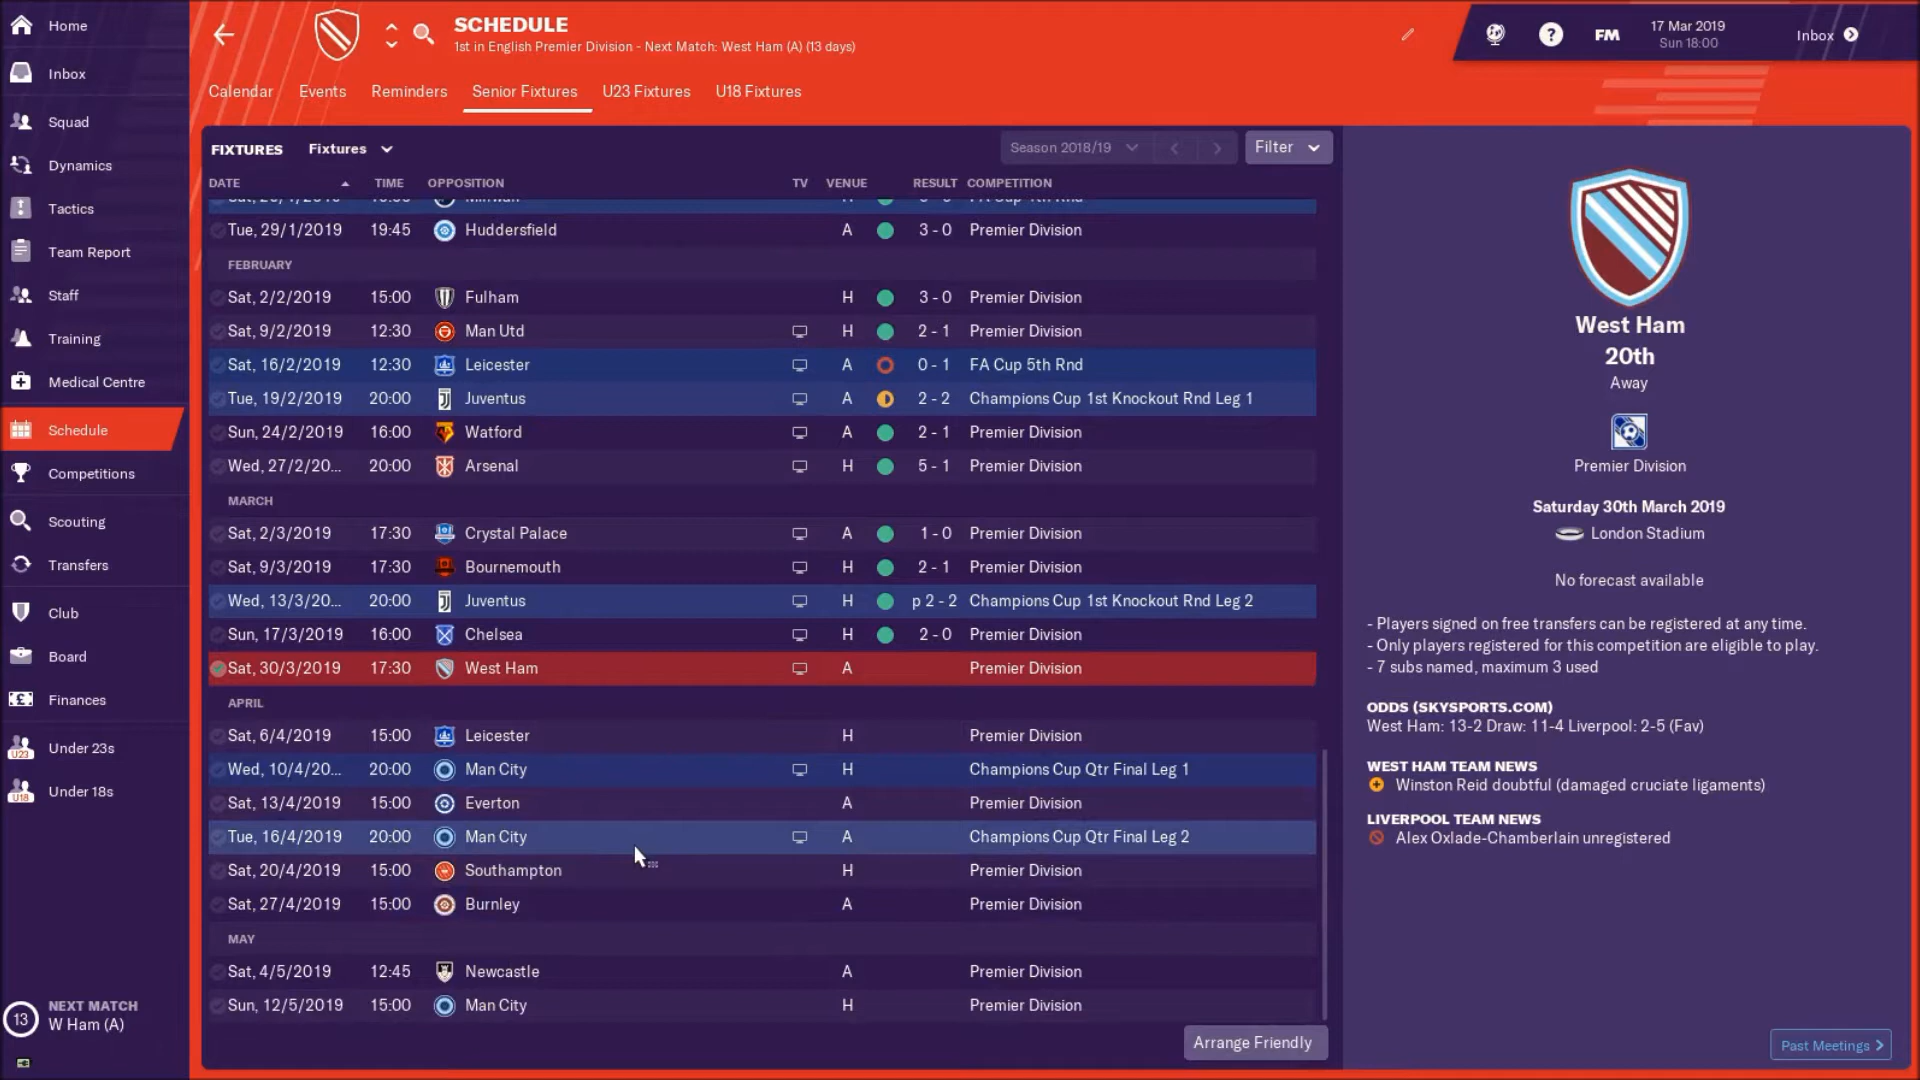 Home
Inbox
Squad
Dynamics
Tactics
Team Report
Staff
Training
Medical Centre
Schedule
Competitions
Scouting
Transfers
Club
Board
Finances
U23
Under 23s
U18
Under 18s
13
NEXT MATCH
W Ham (A)
SCHEDULE
1st in English Premier Division - Next Match: West Ham (A) (13 days)
Calendar Events Reminders Senior Fixtures U23 Fixtures U18 Fixtures
? FM 17 Mar 2019 Inbox
Sun 18:00
FIXTURES Fixtures Season 2018/19 Filter
DATE TIME OPPOSITION TV VENUE RESULT COMPETITION
Tue, 29/1/2019 19:45 Huddersfield A 3 - 0 Premier Division
FEBRUARY
Sat, 2/2/2019 15:00 Fulham H 3 - 0 Premier Division
Sat, 9/2/2019 12:30 Man Utd H 2 - 1 Premier Division
Sat, 16/2/2019 12:30 Leicester A 0 - 1 FA Cup 5th Rnd
Tue, 19/2/2019 20:00 Juventus A 2 - 2 Champions Cup 1st Knockout Rnd Leg 1
Sun, 24/2/2019 16:00 Watford A 2 - 1 Premier Division
Wed, 27/2/20... 20:00 Arsenal H 5 - 1 Premier Division
MARCH
Sat, 2/3/2019 17:30 Crystal Palace A 1 - 0 Premier Division
Sat, 9/3/2019 17:30 Bournemouth H 2 - 1 Premier Division
Wed, 13/3/20... 20:00 Juventus H p 2 - 2 Champions Cup 1st Knockout Rnd Leg 2
Sun, 17/3/2019 16:00 Chelsea H 2 - 0 Premier Division
Sat, 30/3/2019 17:30 West Ham A Premier Division
APRIL
Sat, 6/4/2019 15:00 Leicester H Premier Division
Wed, 10/4/20... 20:00 Man City H Champions Cup Qtr Final Leg 1
Sat, 13/4/2019 15:00 Everton A Premier Division
Tue, 16/4/2019 20:00 Man City A Champions Cup Qtr Final Leg 2
Sat, 20/4/2019 15:00 Southampton H Premier Division
Sat, 27/4/2019 15:00 Burnley A Premier Division
MAY
Sat, 4/5/2019 12:45 Newcastle A Premier Division
Sun, 12/5/2019 15:00 Man City H Premier Division
Arrange Friendly
West Ham
20th
Away
Premier Division
Saturday 30th March 2019
London Stadium
No forecast available
- Players signed on free transfers can be registered at any time.
- Only players registered for this competition are eligible to play.
- 7 subs named, maximum 3 used
ODDS (SKYSPORTS.COM)
West Ham: 13-2 Draw: 11-4 Liverpool: 2-5 (Fav)
WEST HAM TEAM NEWS
Winston Reid doubtful (damaged cruciate ligaments)
LIVERPOOL TEAM NEWS
Alex Oxlade-Chamberlain unregistered
Past Meetings